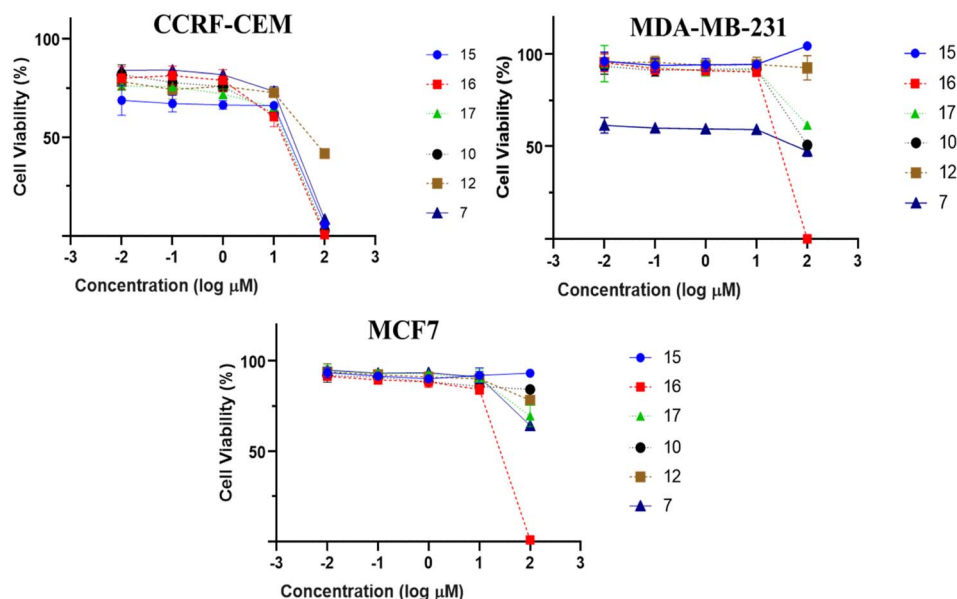 CCRF-CEM
Cell Viability (%)
100
50
-3 -2 -1 0 1 2 3
Concentration (log μM)
15
16
17
10
12
7
MDA-MB-231
Cell Viability (%)
100
50
-3 -2 -1 0 1 2 3
Concentration (log μM)
15
16
17
10
12
7
MCF7
Cell Viability (%)
100
50
-3 -2 -1 0 1 2 3
Concentration (log μM)
15
16
17
10
12
7